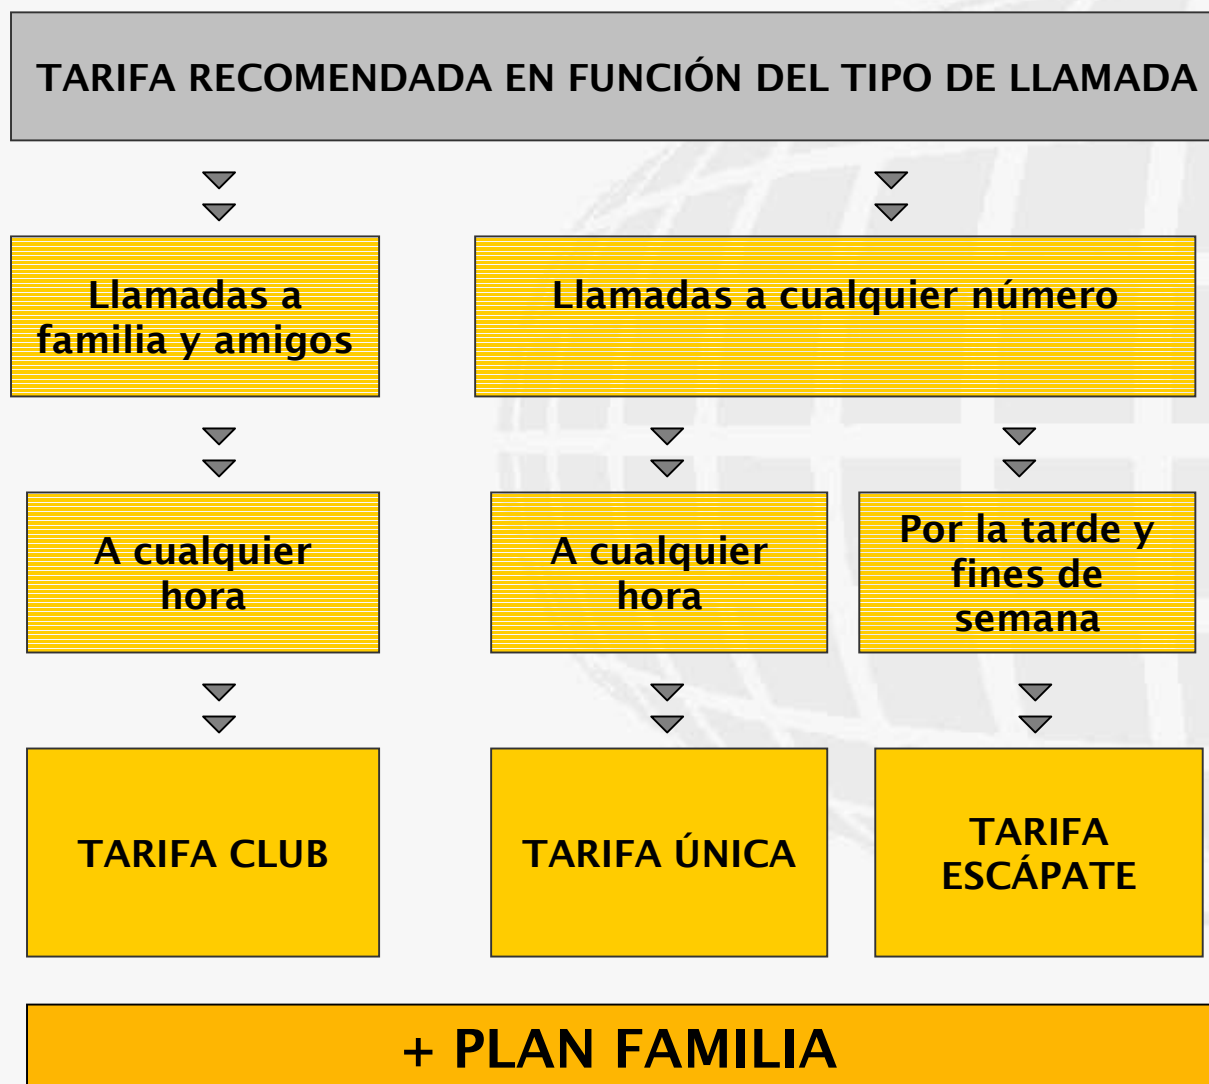 TARIFA RECOMENDADA EN FUNCIÓN DEL TIPO DE LLAMADA
Llamadas a
familia y amigos
Llamadas a cualquier número
A cualquier
hora
A cualquier
hora
Por la tarde y
fines de
semana
TARIFA CLUB
TARIFA ÚNICA
TARIFA
ESCÁPATE
+ PLAN FAMILIA